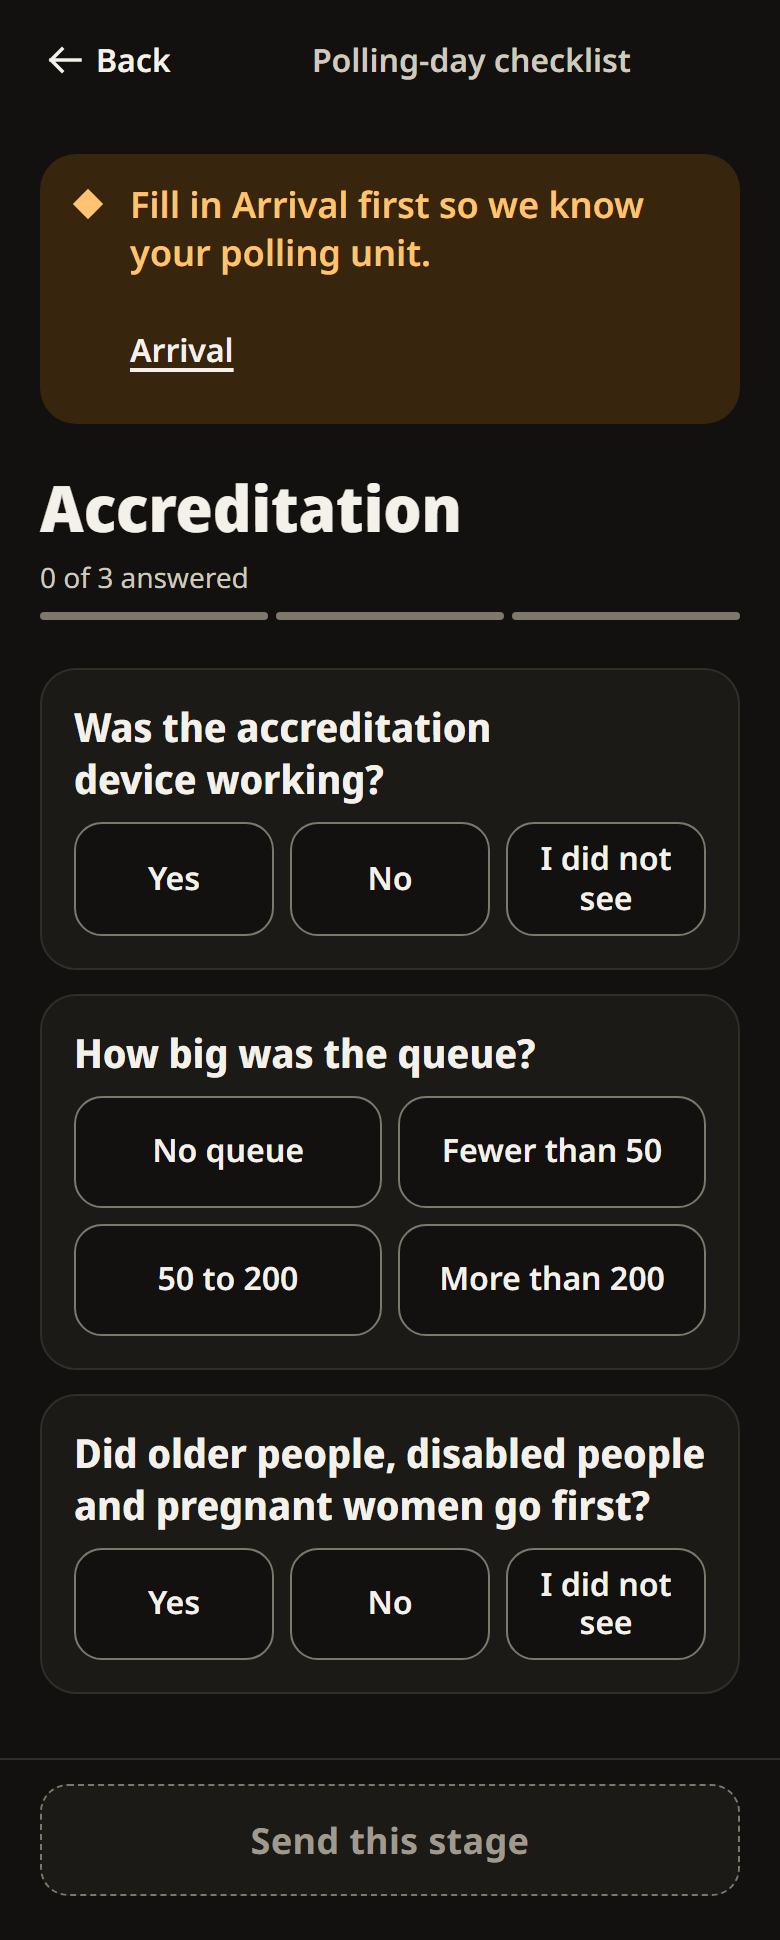 Back
Polling-day checklist
Fill in Arrival first so we know
your polling unit.
Arrival
Accreditation
0 of 3 answered
Was the accreditation
device working?
Yes
No
I did not
see
How big was the queue?
No queue
Fewer than 50
50 to 200
More than 200
Did older people, disabled people
and pregnant women go first?
Yes
No
I did not
see
Send this stage